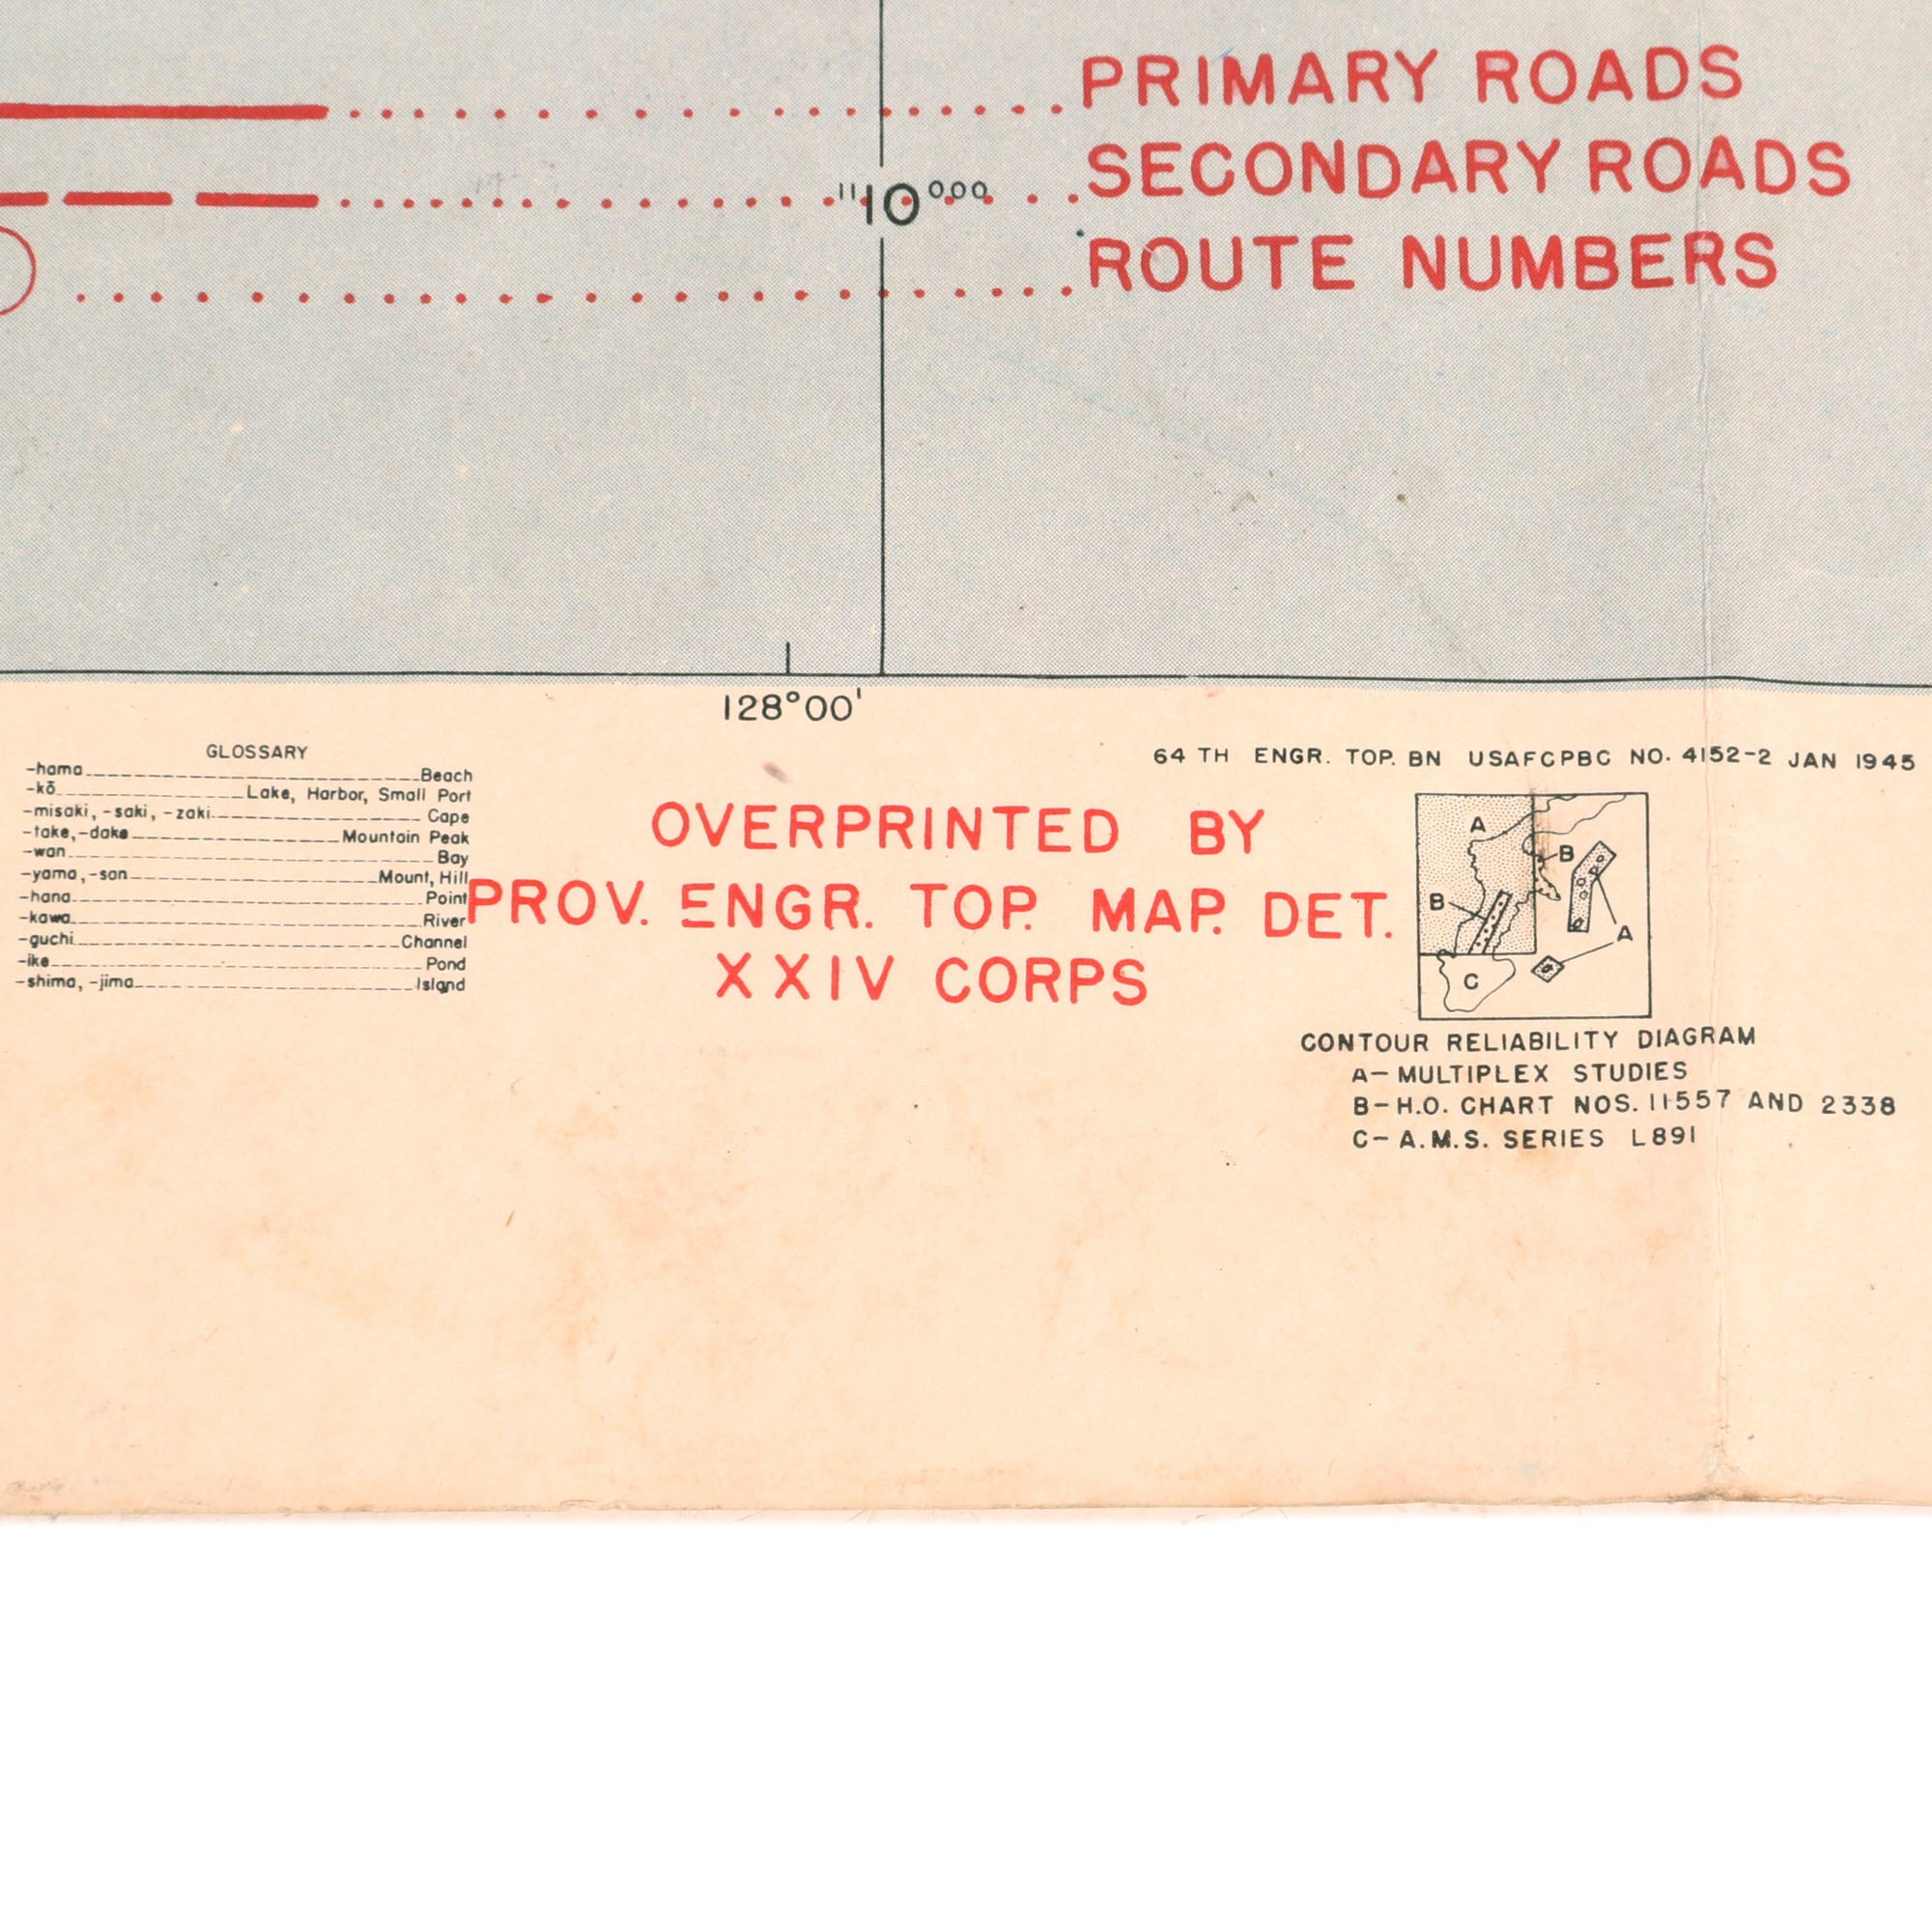 PRIMARY ROADS
SECONDARY ROADS
1110000
ROUTE NUMBERS
128°00'
GLOSSARY
-hama Beach
-kō Lake, Harbor, Small Port
-misaki, -saki, -zaki Cape
-take, -dake Mountain Peak
-wan Bay
-yama, -san Mount, Hill
-hana Point
-kawa River
-guchi Channel
-ike Pond
-shima, -jima Island
OVERPRINTED BY
PROV. ENGR. TOP. MAP. DET.
XXIV CORPS
64 TH ENGR. TOP. BN USAFCPBC NO. 4152-2 JAN 1945
A
B
B
A
C
CONTOUR RELIABILITY DIAGRAM
A- MULTIPLEX STUDIES
B- H.O. CHART NOS. 11557 AND 2338
C- A.M.S. SERIES L891